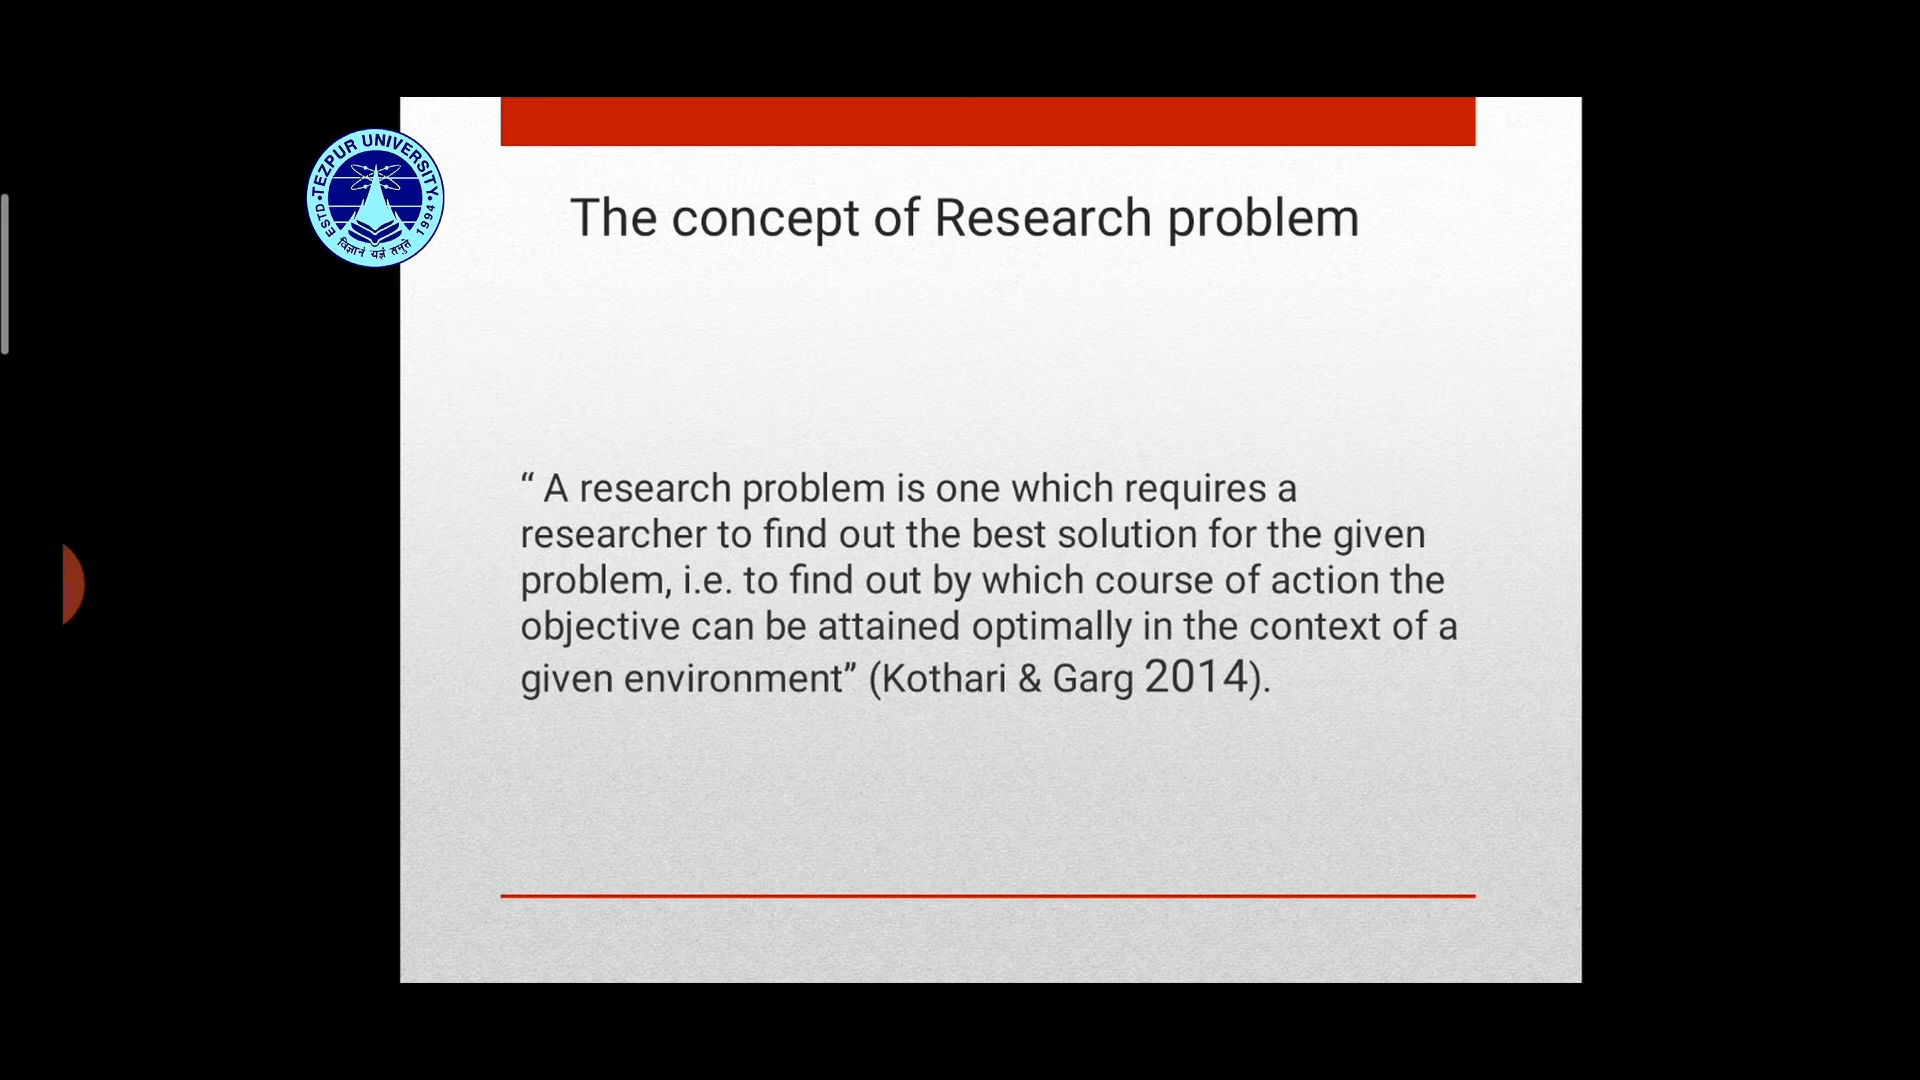 TEZPUR UNIVERSITY
ESTD
1994
विज्ञानं यज्ञं तनुते
The concept of Research problem
“ A research problem is one which requires a
researcher to find out the best solution for the given
problem, i.e. to find out by which course of action the
objective can be attained optimally in the context of a
given environment” (Kothari & Garg 2014).